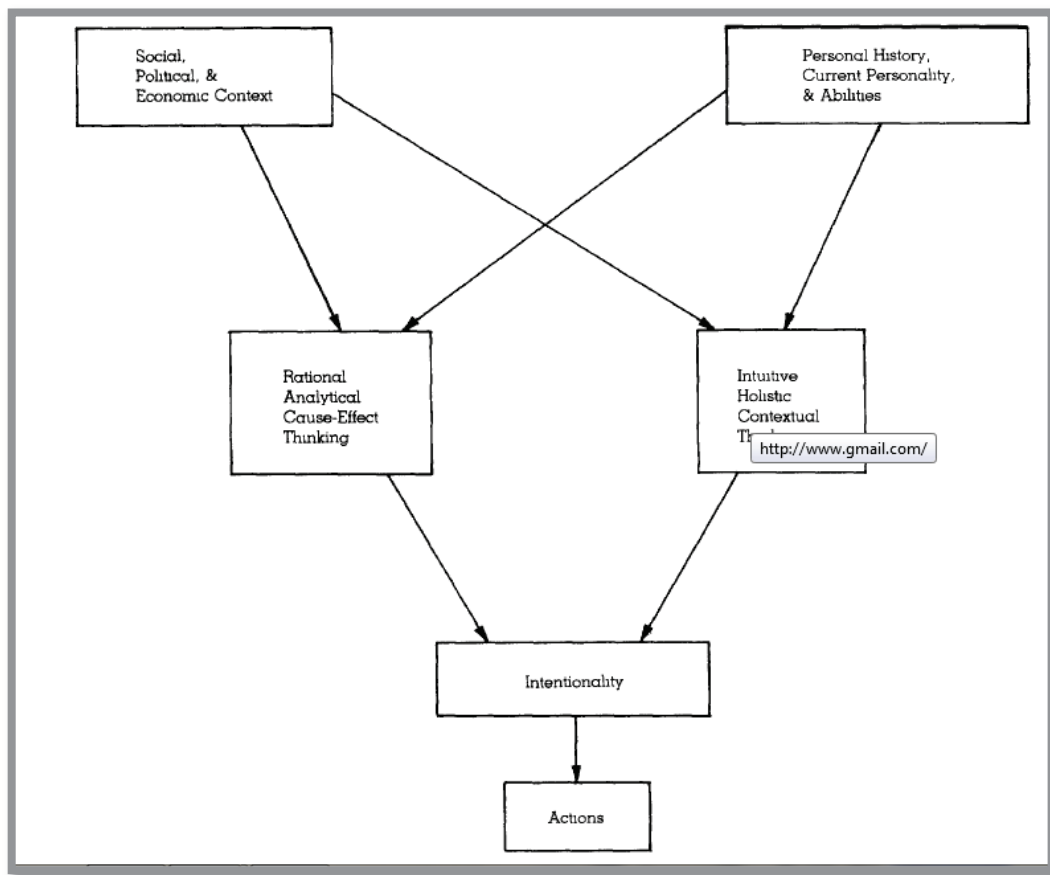 Social,
Political, &
Economic Context
Personal History,
Current Personality,
& Abilities
Rational
Analytical
Cause-Effect
Thinking
Intuitive
Holistic
Contextual
http://www.gmail.com/
Intentionality
Actions